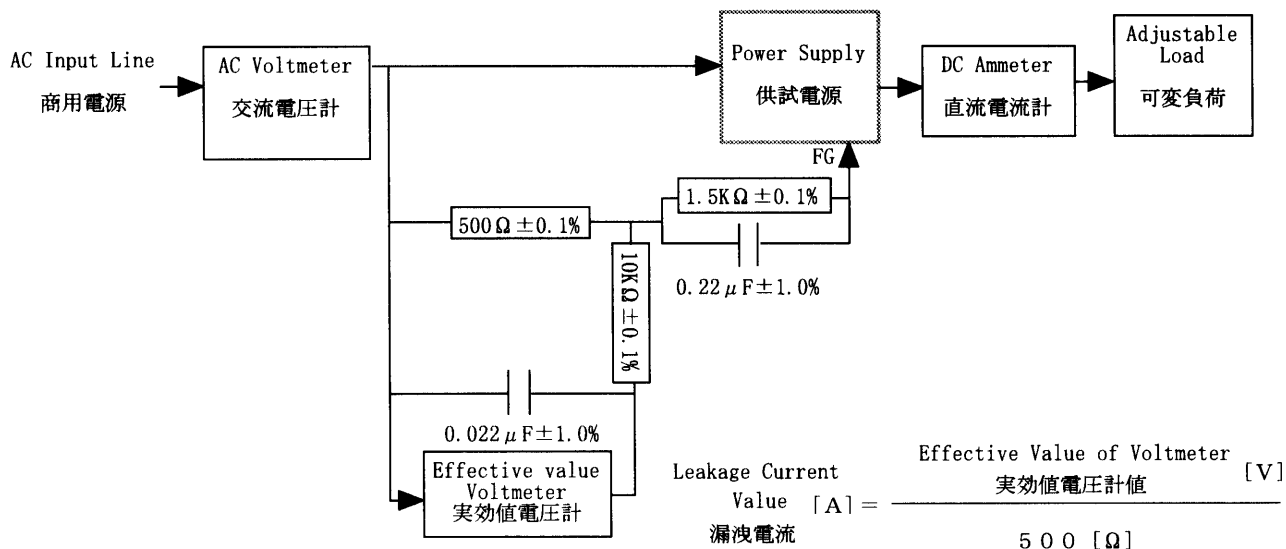 AC Input Line
商用電源
AC Voltmeter
交流電圧計
Power Supply
供試電源
DC Ammeter
直流電流計
Adjustable
Load
可変負荷
FG
1.5KΩ±0.1%
500Ω±0.1%
10KΩ±0.1%
0.22μF±1.0%
0.022μF±1.0%
Effective value
Voltmeter
実効値電圧計
Leakage Current
Value [A]=
漏洩電流
Effective Value of Voltmeter
実効値電圧計値 [V]
500 [Ω]